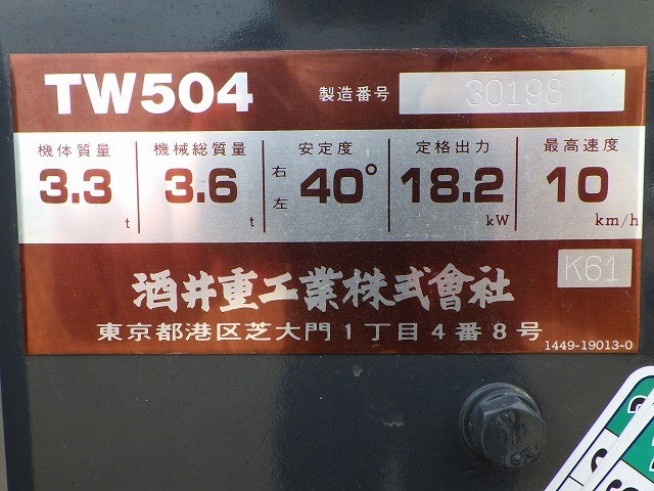 TW504 製造番号 30198
機体質量 機械総質量 安定度 定格出力 最高速度
3.3 t 3.6 t 右 左 40° 18.2 kW 10 km/h
K61
酒井重工業株式會社
東京都港区芝大門1丁目4番8号
1449-19013-0